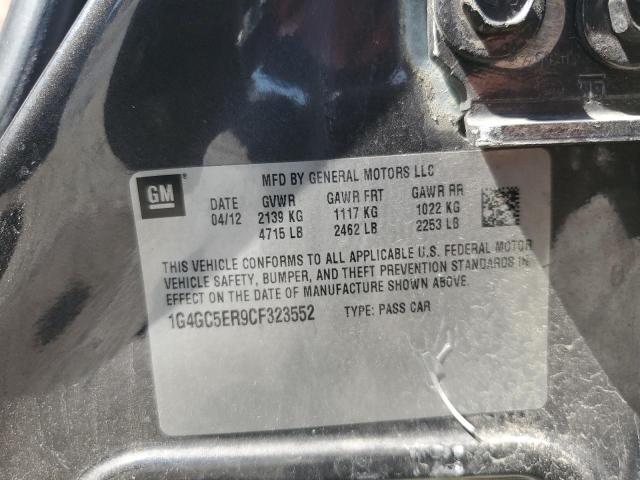 MFD BY GENERAL MOTORS LLC
GM
DATE GVWR GAWR FRT GAWR RR
04/12 2139 KG 1117 KG 1022 KG
4715 LB 2462 LB 2253 LB
THIS VEHICLE CONFORMS TO ALL APPLICABLE U.S. FEDERAL MOTOR
VEHICLE SAFETY, BUMPER, AND THEFT PREVENTION STANDARDS IN
EFFECT ON THE DATE OF MANUFACTURE SHOWN ABOVE.
1G4GC5ER9CF323552 TYPE: PASS CAR